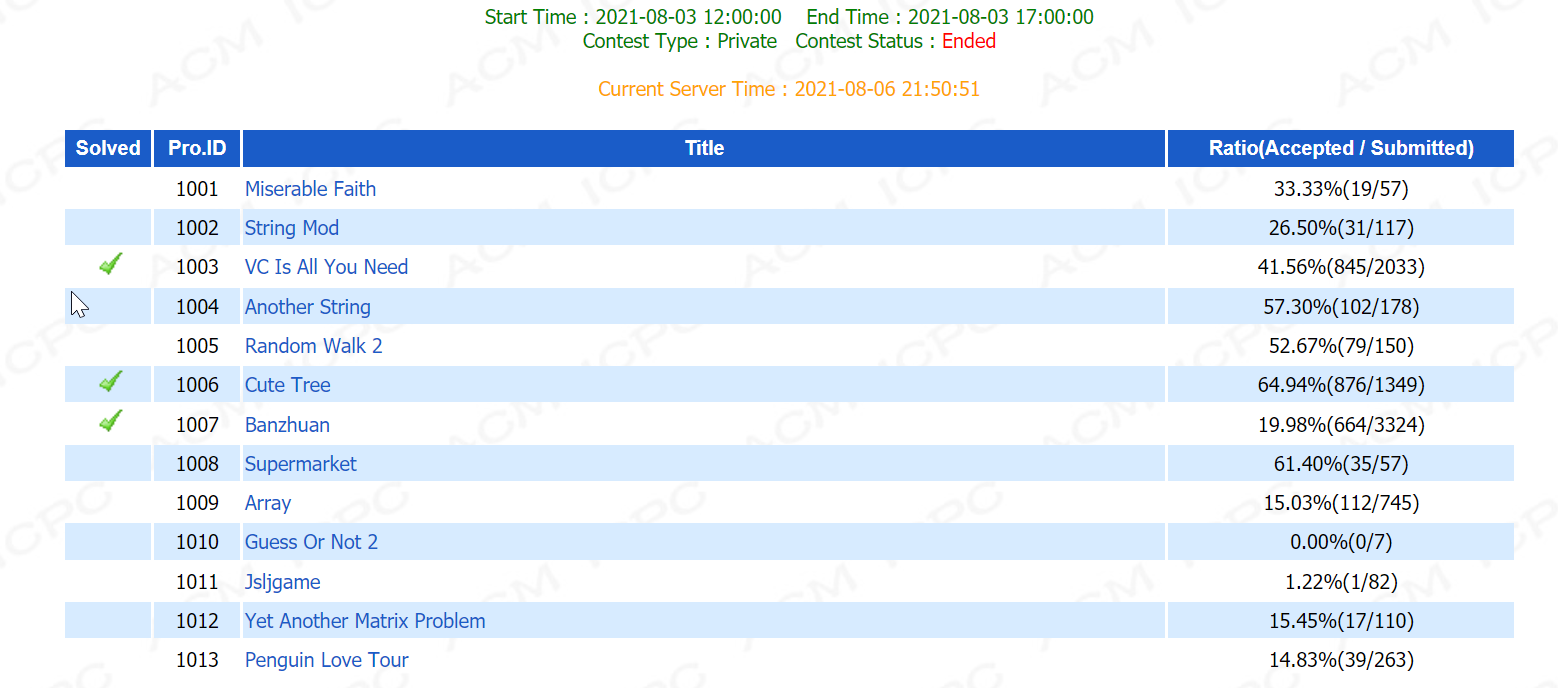 Start Time : 2021-08-03 12:00:00 End Time : 2021-08-03 17:00:00
Contest Type : Private Contest Status : Ended
Current Server Time : 2021-08-06 21:50:51
Solved Pro.ID Title Ratio(Accepted / Submitted)
1001 Miserable Faith 33.33%(19/57)
1002 String Mod 26.50%(31/117)
1003 VC Is All You Need 41.56%(845/2033)
1004 Another String 57.30%(102/178)
1005 Random Walk 2 52.67%(79/150)
1006 Cute Tree 64.94%(876/1349)
1007 Banzhuan 19.98%(664/3324)
1008 Supermarket 61.40%(35/57)
1009 Array 15.03%(112/745)
1010 Guess Or Not 2 0.00%(0/7)
1011 Jsljgame 1.22%(1/82)
1012 Yet Another Matrix Problem 15.45%(17/110)
1013 Penguin Love Tour 14.83%(39/263)